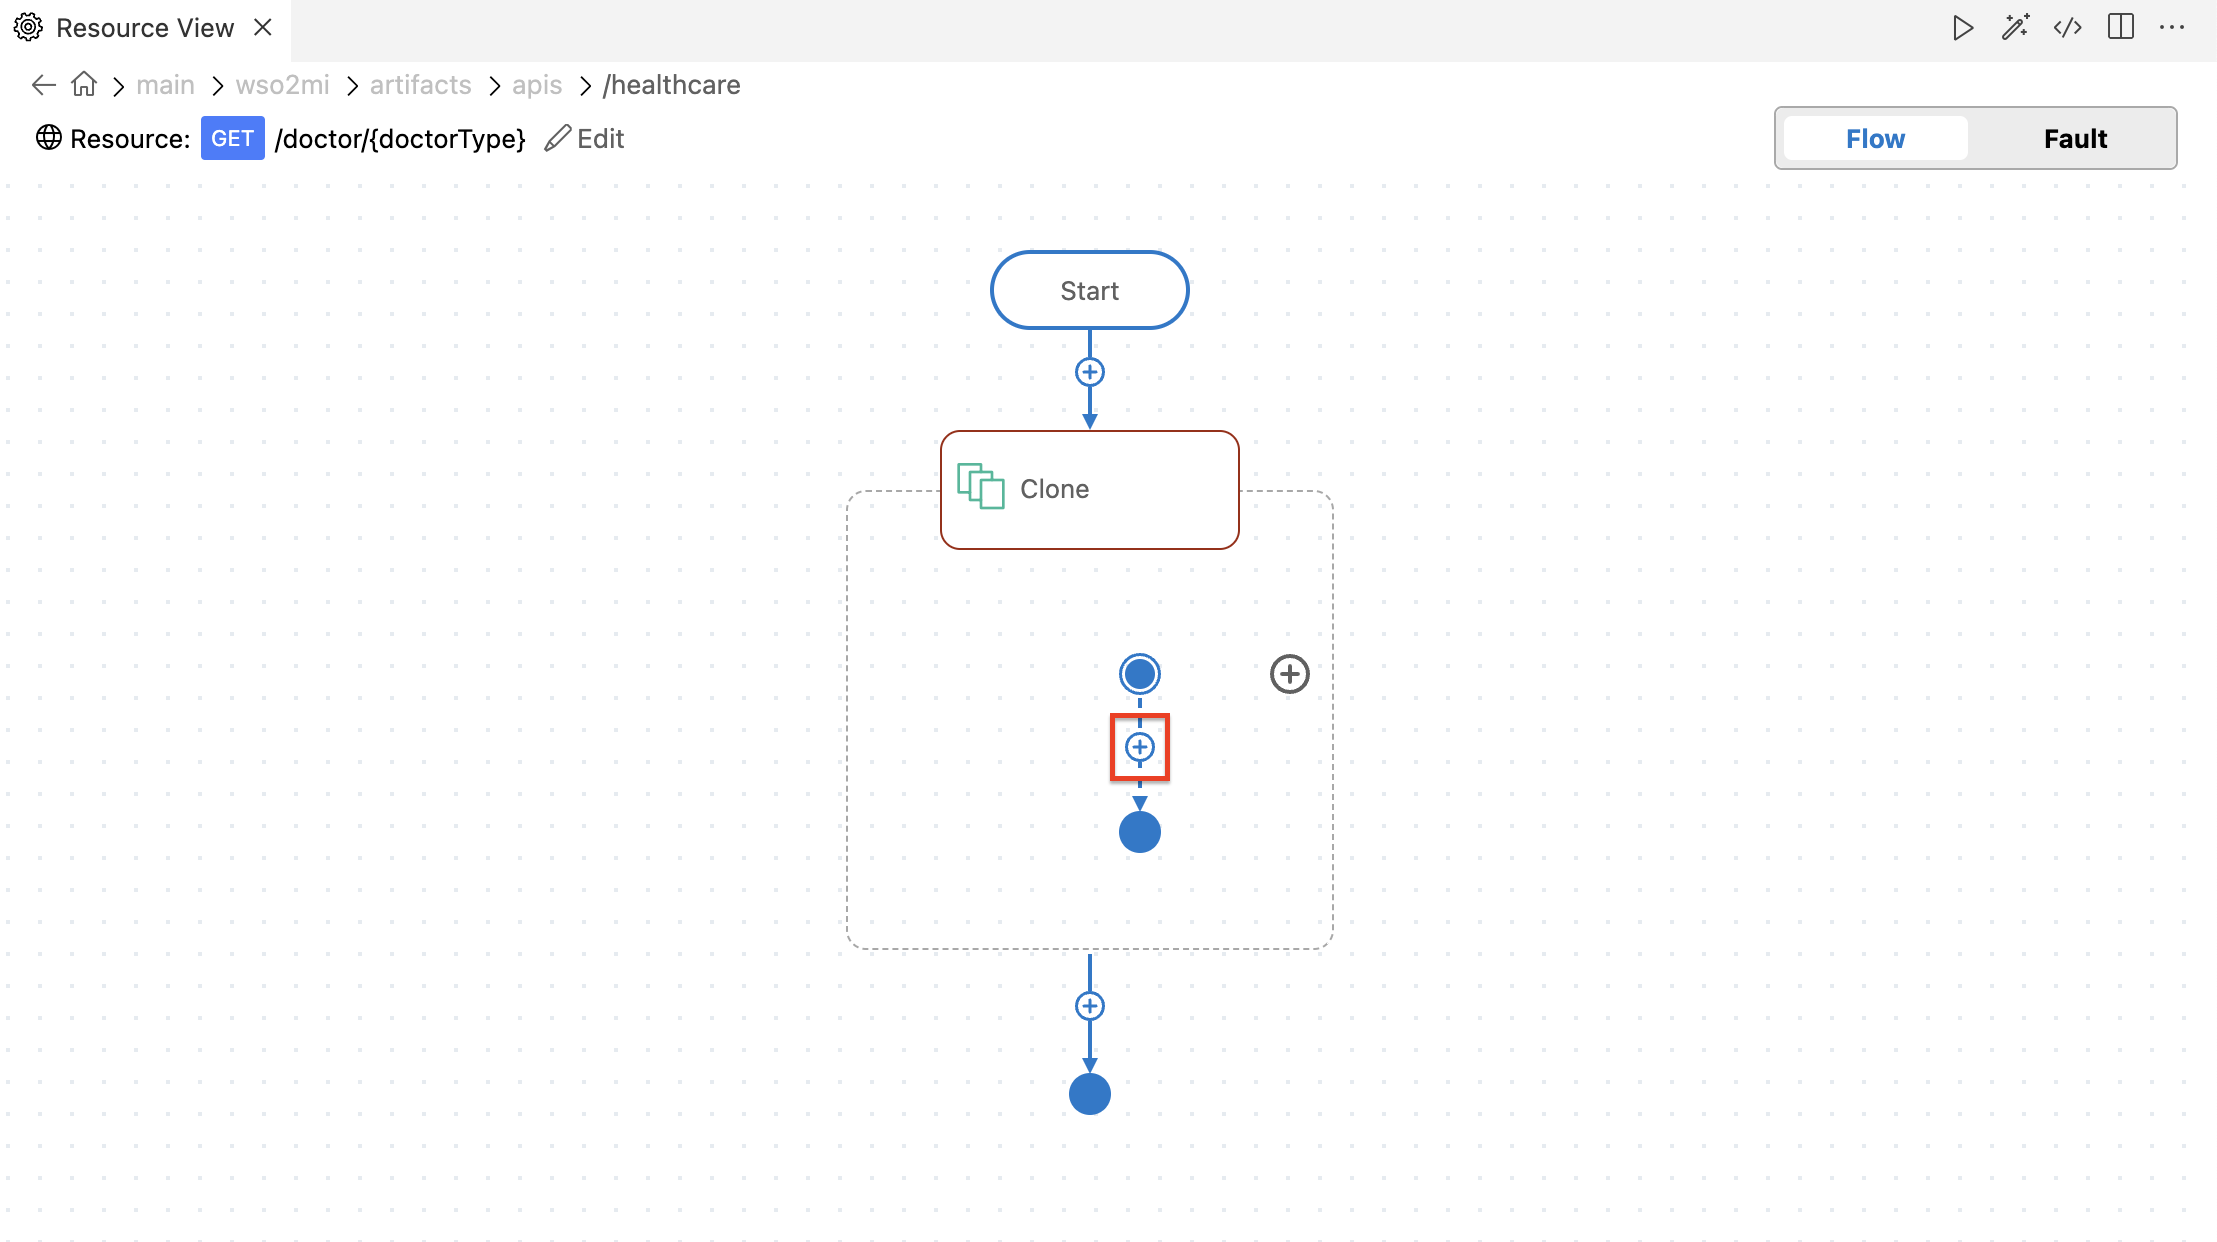 Resource View
main wso2mi artifacts apis /healthcare
Resource: GET /doctor/{doctorType} Edit
Flow Fault
Start
Clone